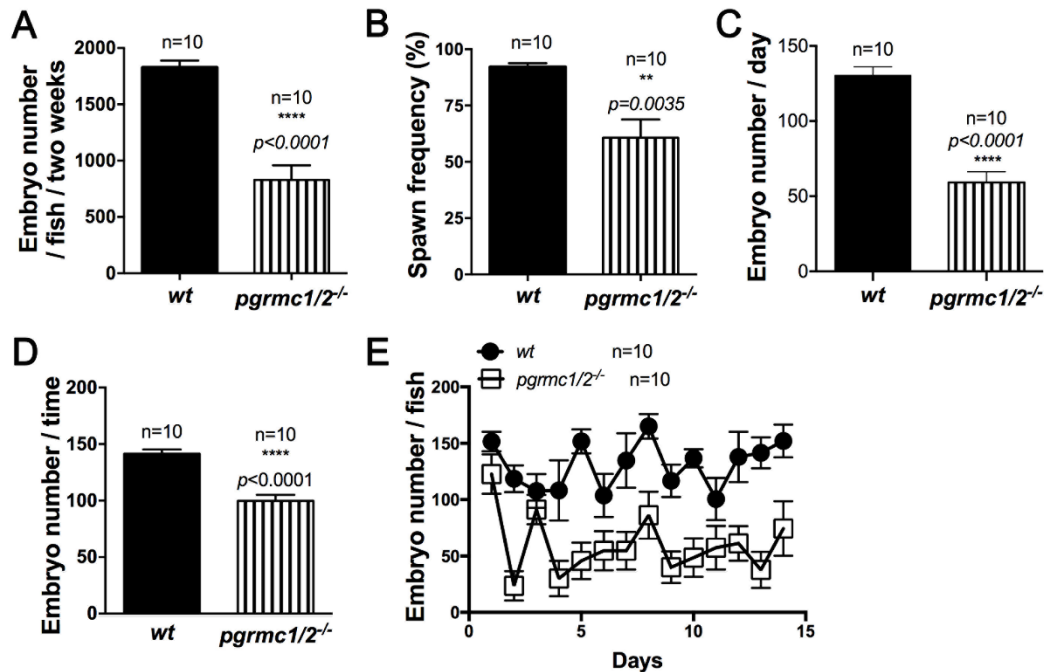 A
Embryo number
/ fish / two weeks
2000
1500
1000
500
0
n=10
n=10
****
p<0.0001
wt
pgrmc1/2-/-
B
Spawn frequency (%)
100
75
50
25
0
n=10
n=10
**
p=0.0035
wt
pgrmc1/2-/-
C
Embryo number / day
150
100
50
0
n=10
n=10
p<0.0001
****
wt
pgrmc1/2-/-
D
Embryo number / time
200
150
100
50
0
n=10
n=10
****
p<0.0001
wt
pgrmc1/2-/-
E
wt n=10
pgrmc1/2-/- n=10
Embryo number / fish
200
150
100
50
0
0 5 10 15
Days